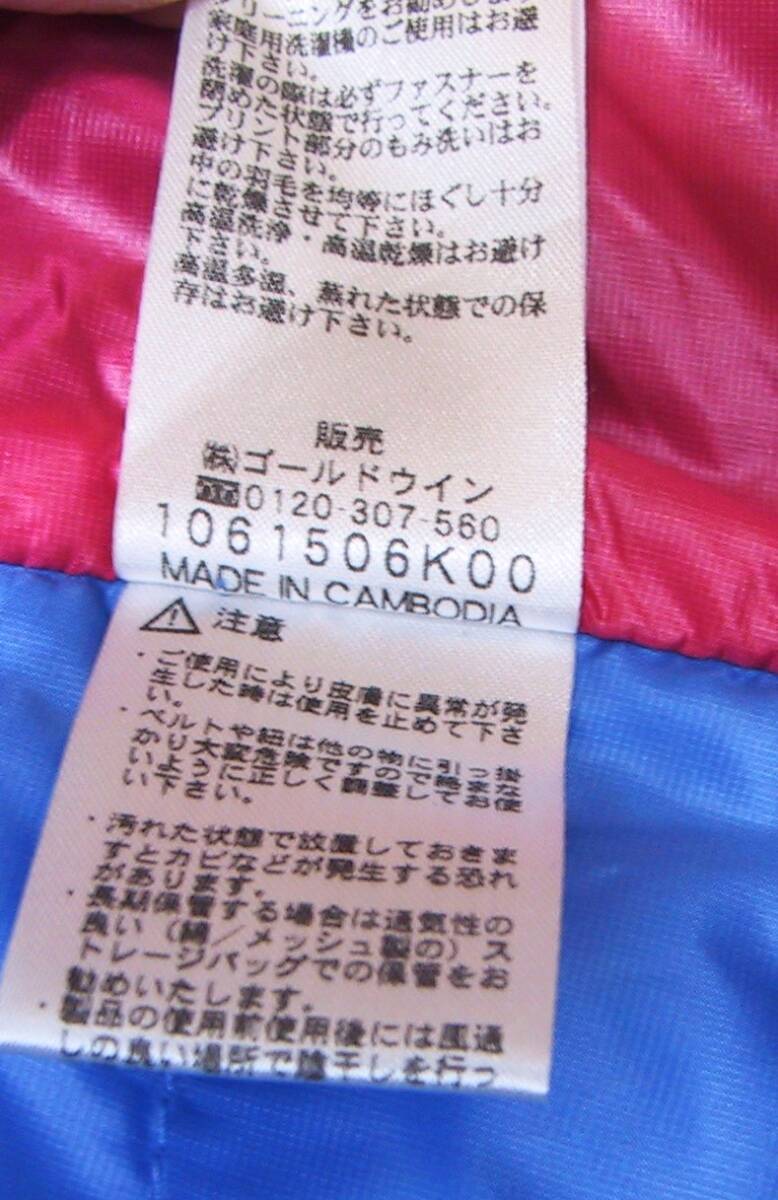 リーニングをお勧めしま
家庭用洗濯機のご使用はお避
け下さい。
洗濯の際は必ずファスナーを
閉めた状態で行ってください。
プリント部分のもみ洗いはお
避け下さい。
中の羽毛を均等にほぐし十分
に乾燥させて下さい。
高温洗浄・高温乾燥はお避け
下さい。
高温多湿、蒸れた状態での保
存はお避け下さい。
販売
㈱ゴールドウイン
☎0120-307-560
1061506K00
MADE IN CAMBODIA
⚠ 注意
・ご使用により皮膚に異常が発
生した時は使用を止めて下さ
い。
・ベルトや紐は他の物に引っ掛
かり大変危険ですので絶まな
いように正しく調整してお使
い下さい。
・汚れた状態で放置しておきま
すとカビなどが発生する恐れ
があります。
・長期保管する場合は通気性の
良い（綿／メッシュ製の）ス
トレージバッグでの保管をお
勧めいたします。
・製品の使用前使用後には風通
しの良い場所で陰干しを行っ